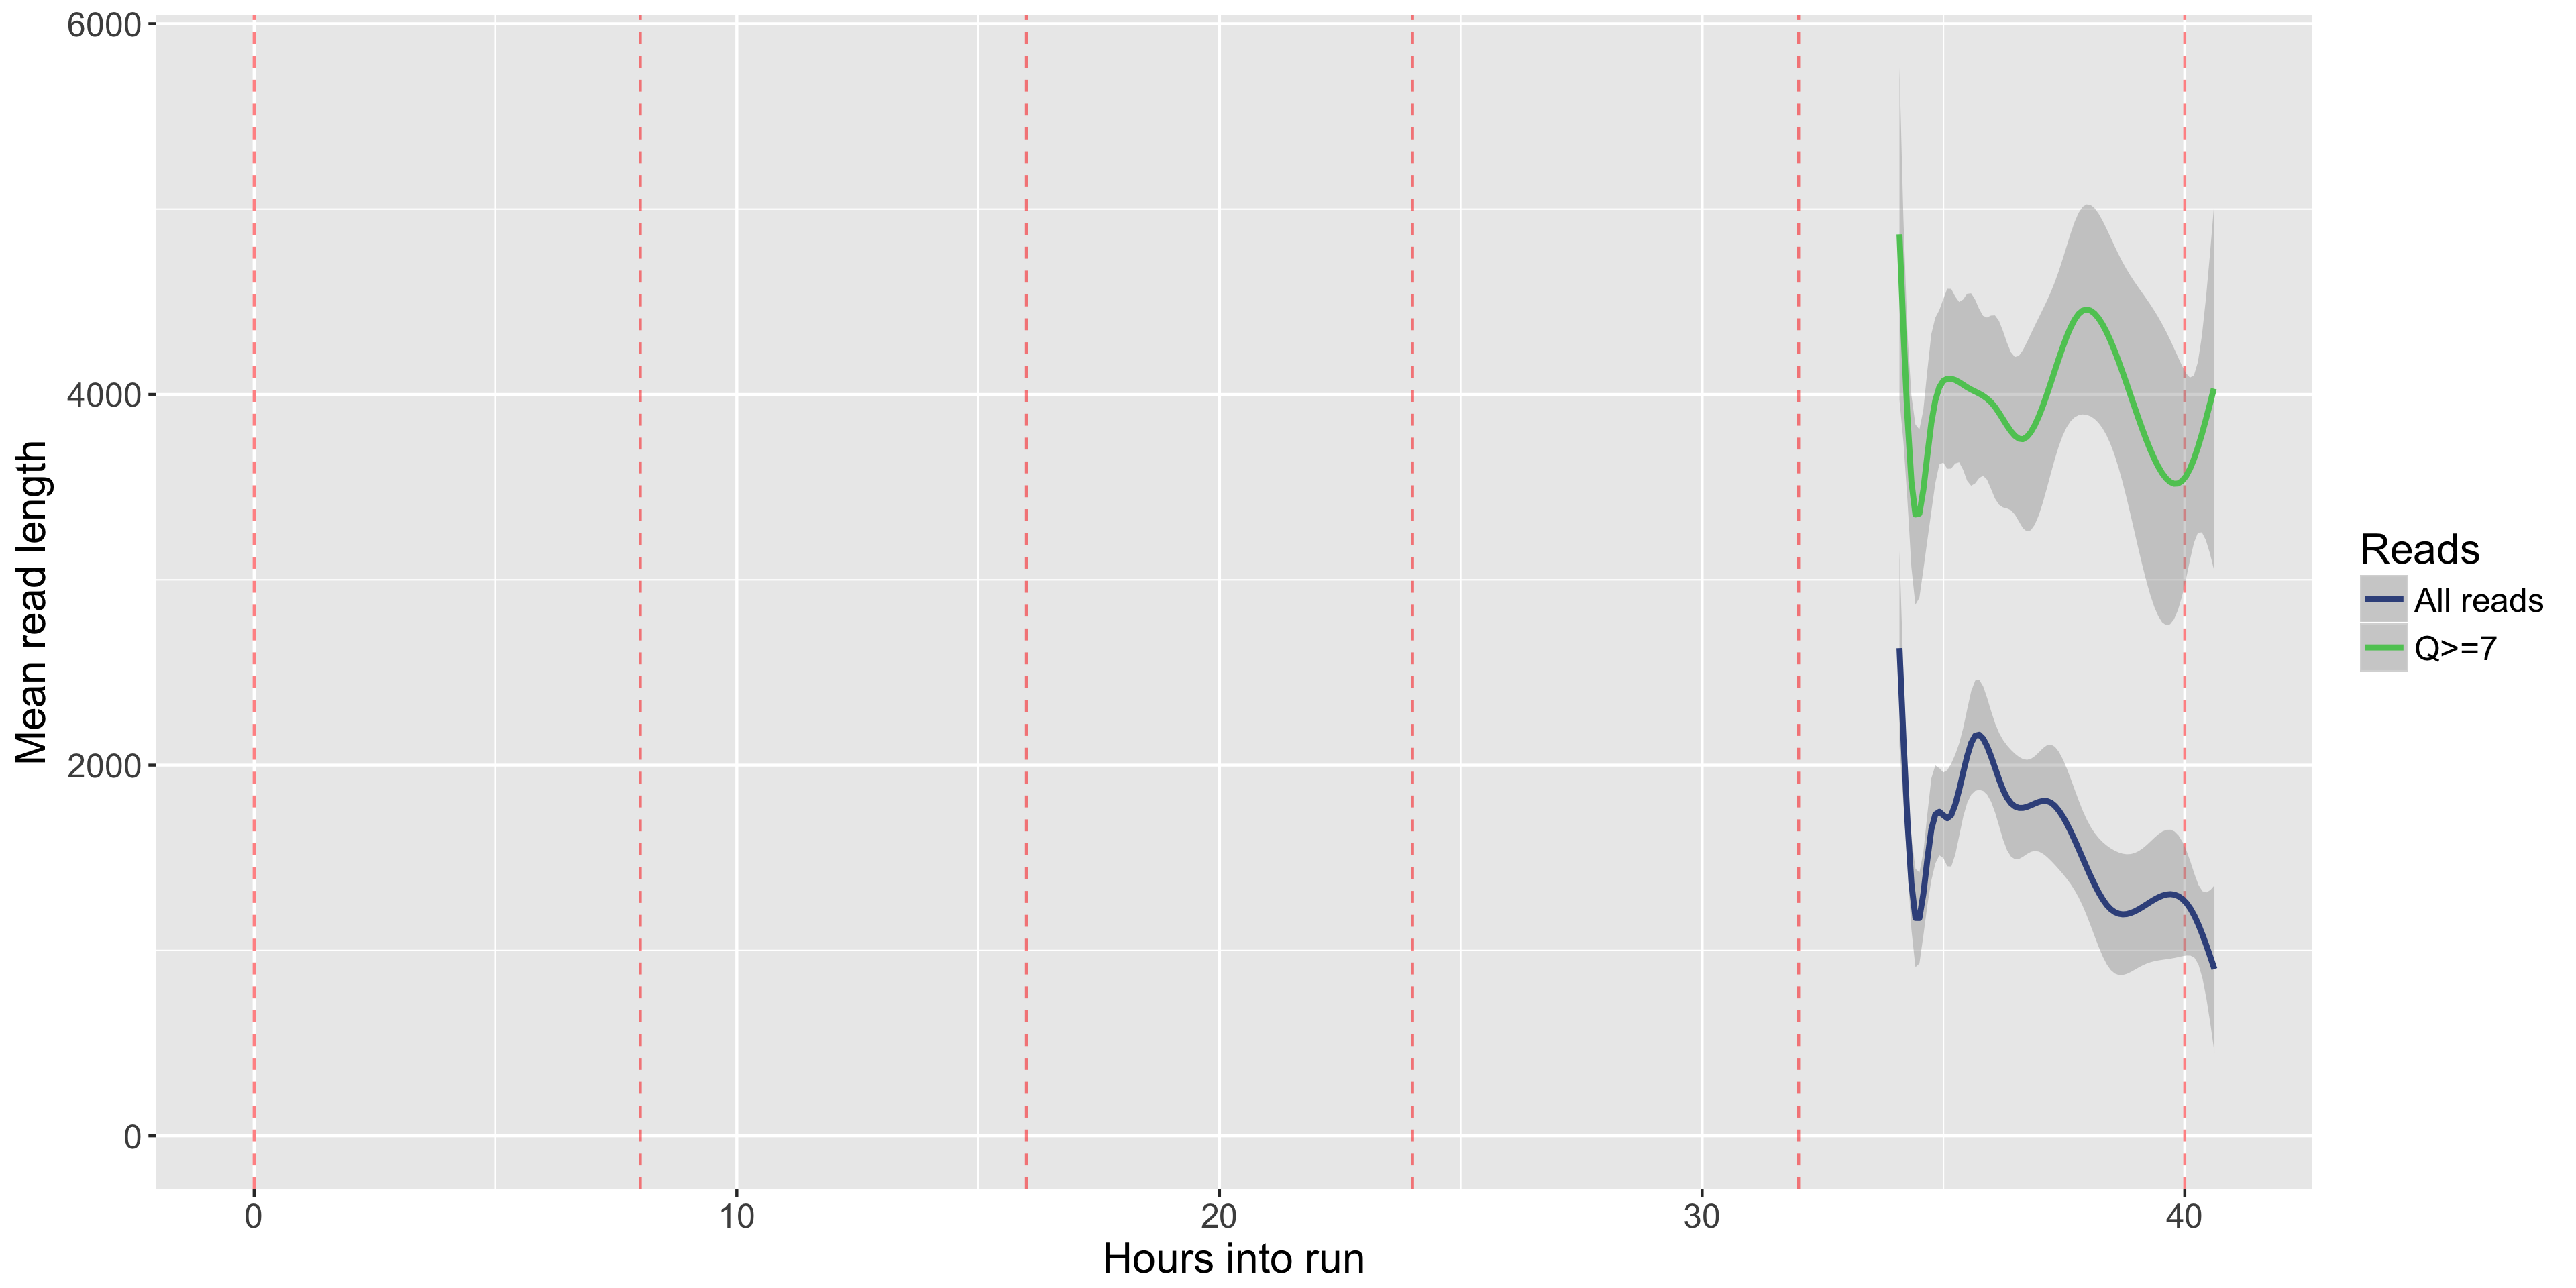 6000
4000
2000
0
Mean read length
0 10 20 30 40
Hours into run
Reads
All reads
Q>=7